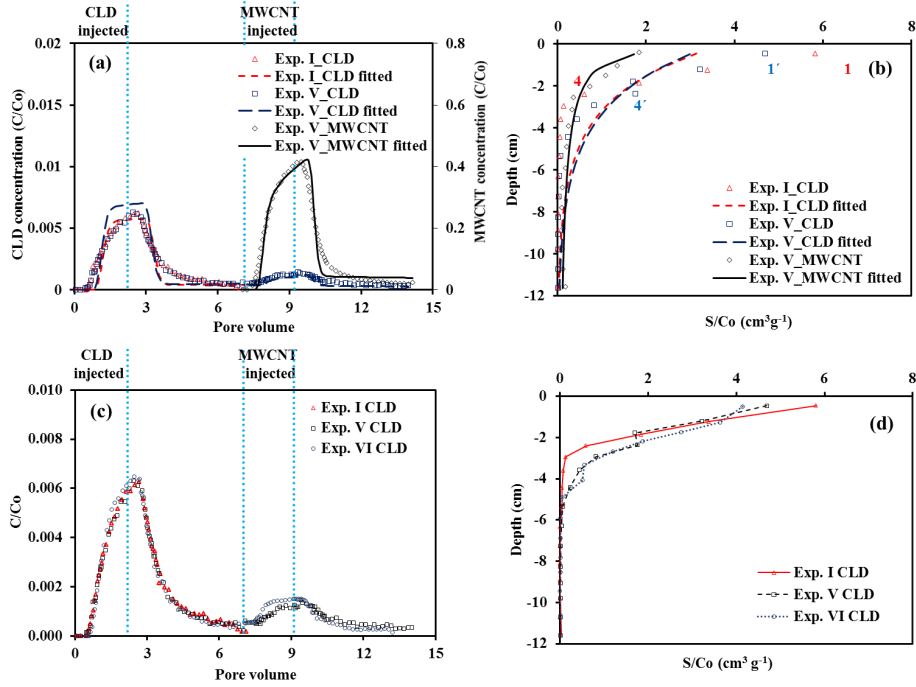 CLD
injected
MWCNT
injected
0.02
0.015
0.01
0.005
0
0.8
0.6
0.4
0.2
0
(a)
Exp. I_CLD
Exp. I_CLD fitted
Exp. V_CLD
Exp. V_CLD fitted
Exp. V_MWCNT
Exp. V_MWCNT fitted
CLD concentration (C/Co)
MWCNT concentration (C/Co)
0 3 6 9 12 15
Pore volume
0 2 4 6 8
0
-2
-4
-6
-8
-10
-12
(b)
4
1´
1
4´
Depth (cm)
Exp. I_CLD
Exp. I_CLD fitted
Exp. V_CLD
Exp. V_CLD fitted
Exp. V_MWCNT
Exp. V_MWCNT fitted
S/Co (cm³g⁻¹)
CLD
injected
MWCNT
injected
0.010
0.008
0.006
0.004
0.002
0.000
(c)
Exp. I CLD
Exp. V CLD
Exp. VI CLD
C/Co
0 3 6 9 12 15
Pore volume
0 2 4 6 8
0
-2
-4
-6
-8
-10
-12
(d)
Depth (cm)
Exp. I CLD
Exp. V CLD
Exp. VI CLD
S/Co (cm³ g⁻¹)